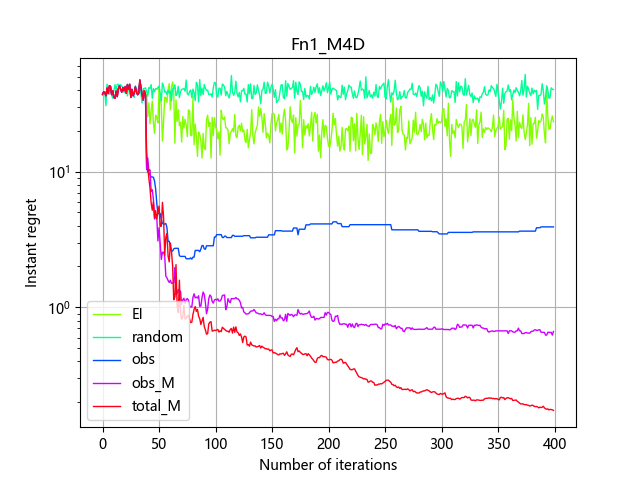 Fn1_M4D
Instant regret
10¹
10⁰
EI
random
obs
obs_M
total_M
0 50 100 150 200 250 300 350 400
Number of iterations